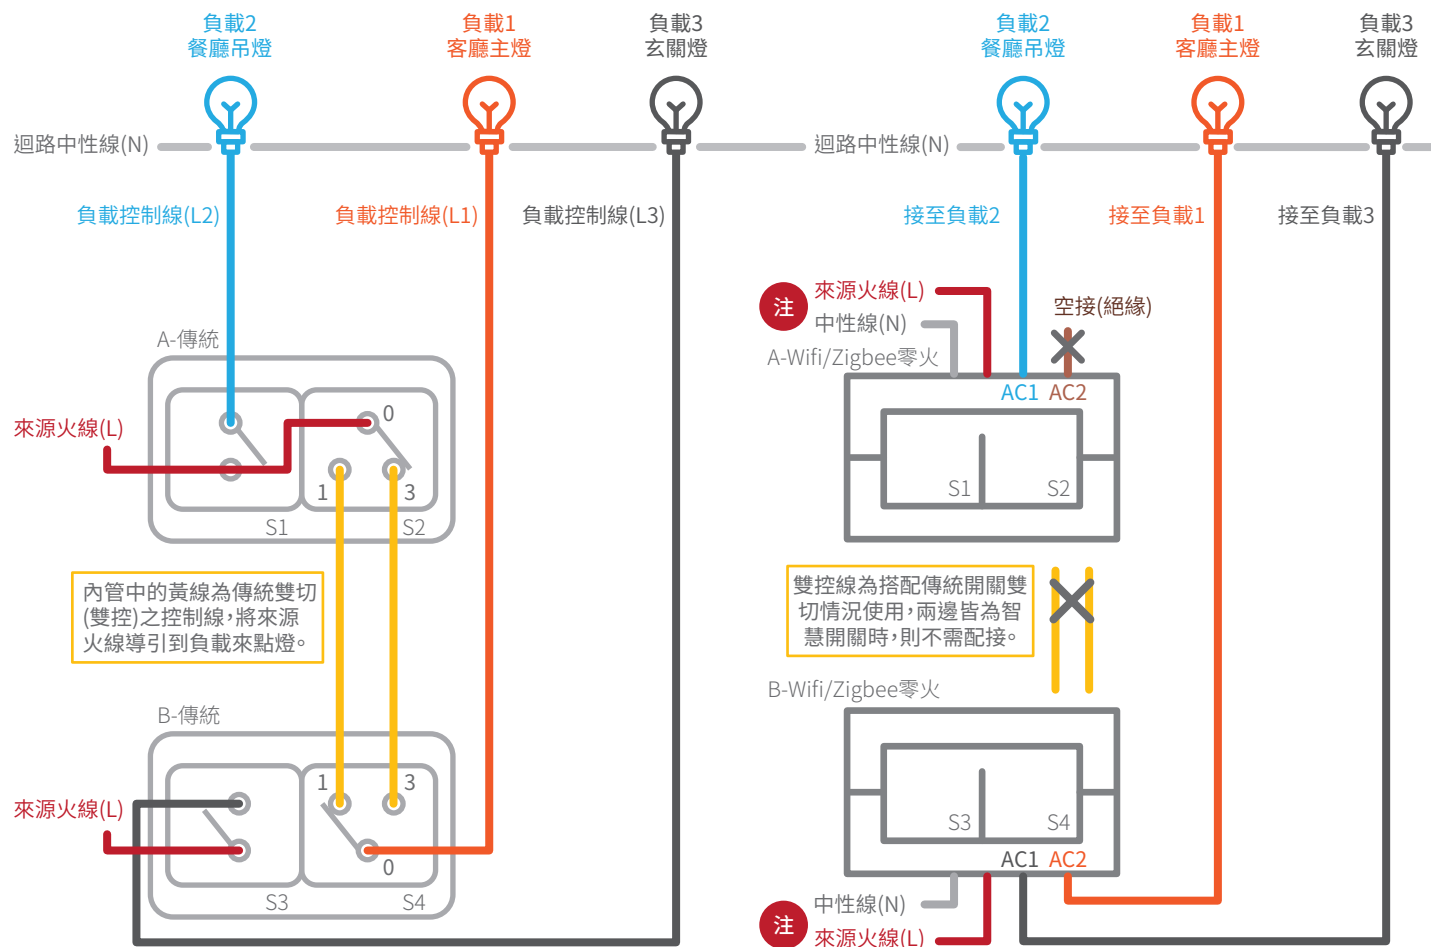 負載2
餐廳吊燈
負載1
客廳主燈
負載3
玄關燈
迴路中性線(N)
負載控制線(L2)
負載控制線(L1)
負載控制線(L3)
A-傳統
來源火線(L)
0
1
3
S1
S2
內管中的黃線為傳統雙切
(雙控)之控制線,將來源
火線導引到負載來點燈。
B-傳統
1
3
來源火線(L)
0
S3
S4
負載2
餐廳吊燈
負載1
客廳主燈
負載3
玄關燈
迴路中性線(N)
接至負載2
接至負載1
接至負載3
注
來源火線(L)
中性線(N)
空接(絕緣)
A-Wifi/Zigbee零火
AC1
AC2
S1
S2
雙控線為搭配傳統開關雙
切情況使用,兩邊皆為智
慧開關時,則不需配接。
B-Wifi/Zigbee零火
S3
S4
AC1
AC2
注
中性線(N)
來源火線(L)